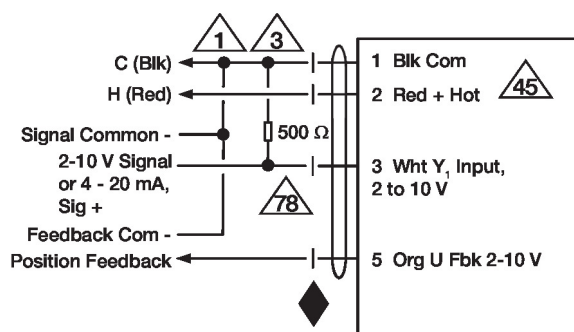 1
3
C (Blk)
1 Blk Com
H (Red)
2 Red + Hot
45
Signal Common -
500 Ω
2-10 V Signal
or 4 - 20 mA,
Sig +
3 Wht Y₁ Input,
2 to 10 V
78
Feedback Com -
Position Feedback
5 Org U Fbk 2-10 V